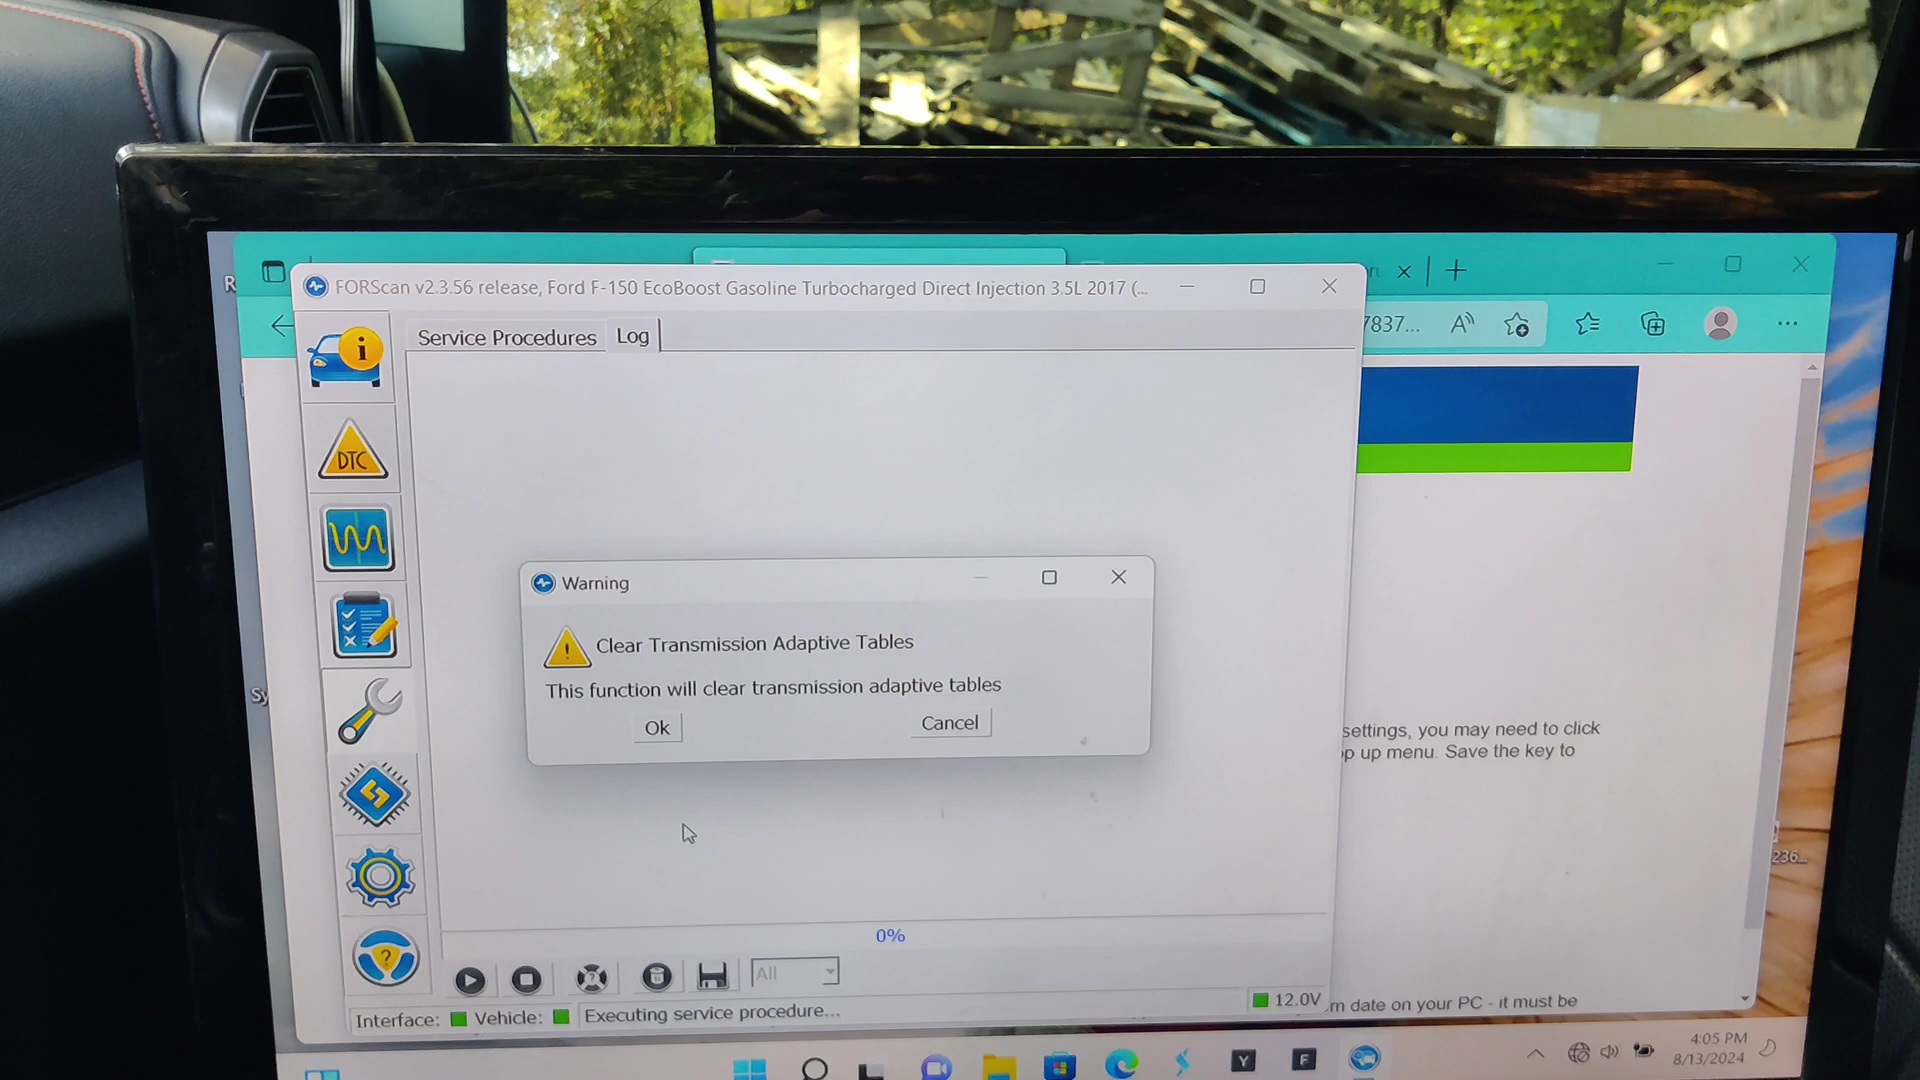 FORScan v2.3.56 release, Ford F-150 EcoBoost Gasoline Turbocharged Direct Injection 3.5L 2017 (...
7837...
Service Procedures
Log
i
DTC
Warning
Clear Transmission Adaptive Tables
This function will clear transmission adaptive tables
Ok
Cancel
settings, you may need to click
p up menu. Save the key to
236...
0%
All
Interface:
Vehicle:
Executing service procedure...
12.0V
m date on your PC - it must be
4:05 PM
8/13/2024